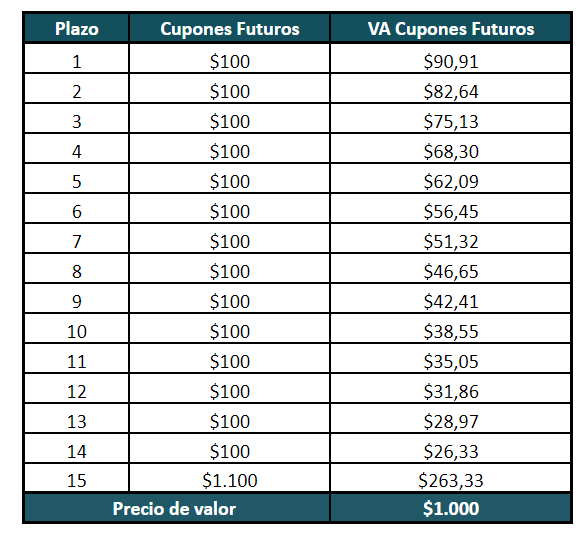 Plazo Cupones Futuros VA Cupones Futuros
1 $100 $90,91
2 $100 $82,64
3 $100 $75,13
4 $100 $68,30
5 $100 $62,09
6 $100 $56,45
7 $100 $51,32
8 $100 $46,65
9 $100 $42,41
10 $100 $38,55
11 $100 $35,05
12 $100 $31,86
13 $100 $28,97
14 $100 $26,33
15 $1.100 $263,33
Precio de valor $1.000